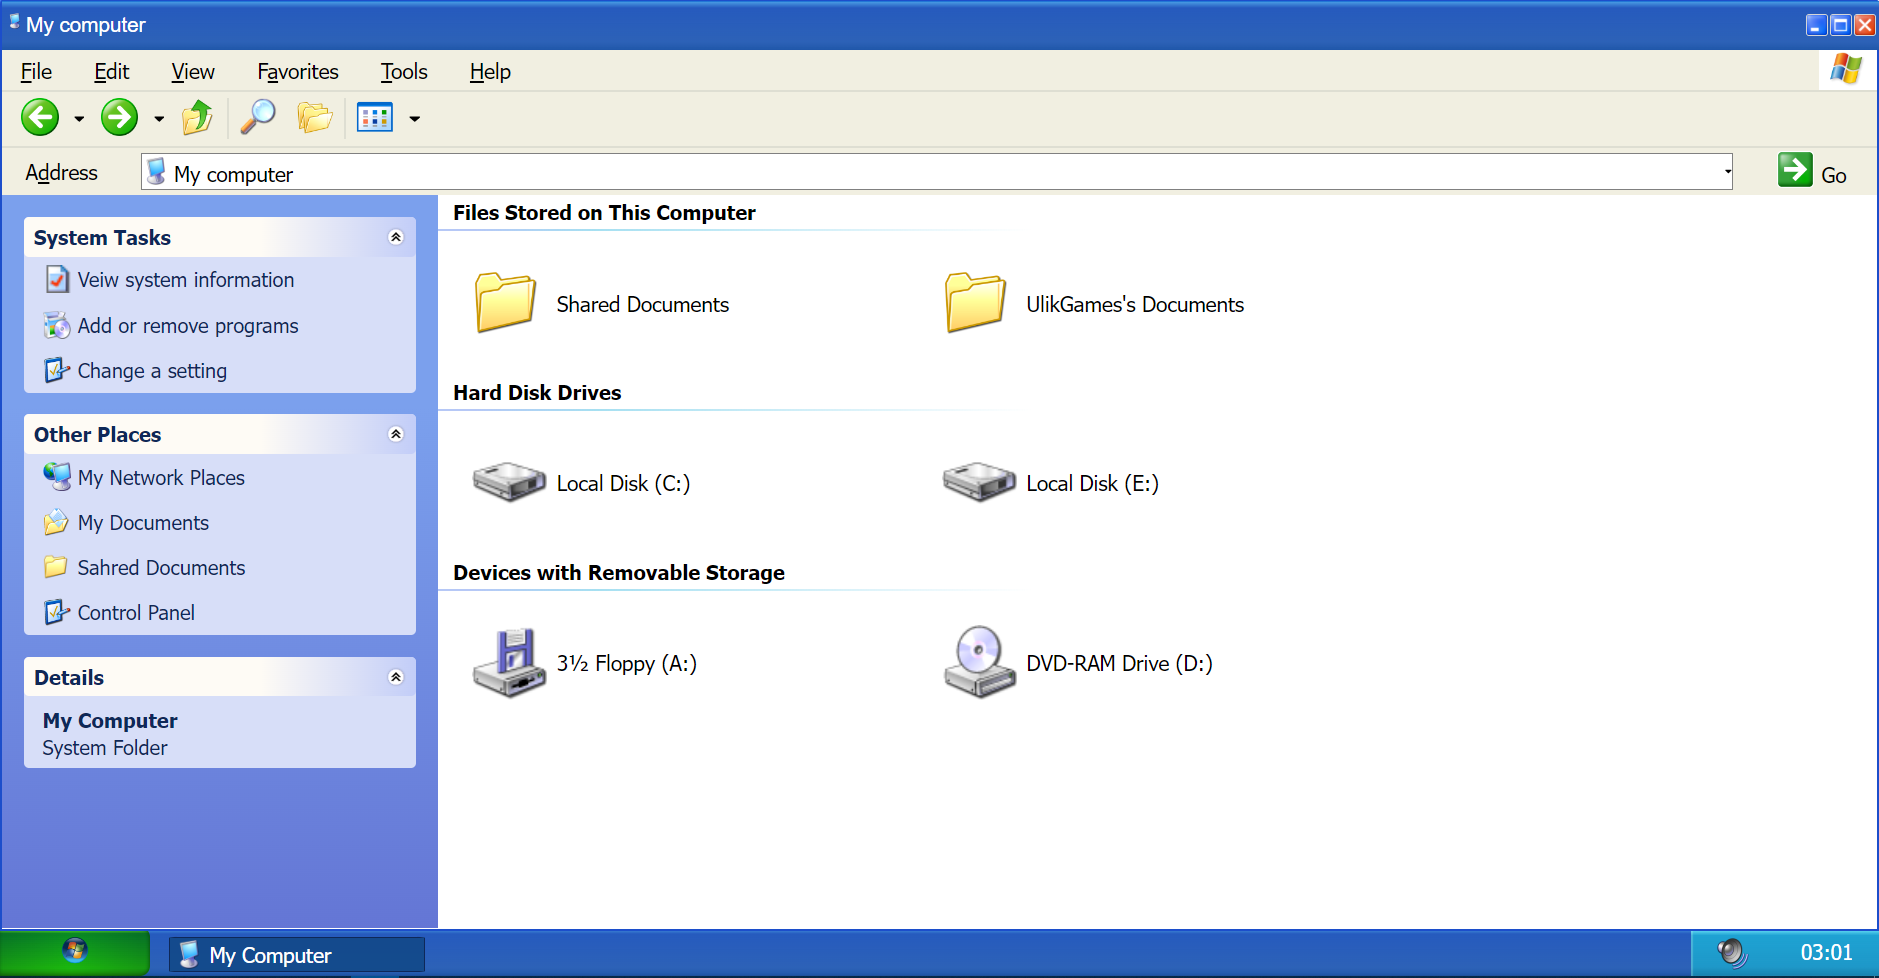 My computer
File Edit View Favorites Tools Help
Address My computer Go
System Tasks
Veiw system information
Add or remove programs
Change a setting
Other Places
My Network Places
My Documents
Sahred Documents
Control Panel
Details
My Computer
System Folder
Files Stored on This Computer
Shared Documents UlikGames's Documents
Hard Disk Drives
Local Disk (C:) Local Disk (E:)
Devices with Removable Storage
3½ Floppy (A:) DVD-RAM Drive (D:)
My Computer 03:01